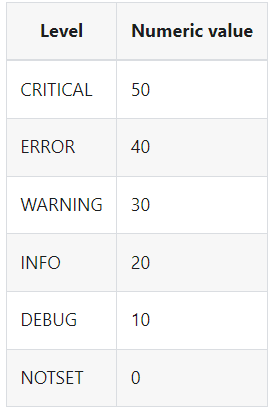 Level Numeric value
CRITICAL 50
ERROR 40
WARNING 30
INFO 20
DEBUG 10
NOTSET 0